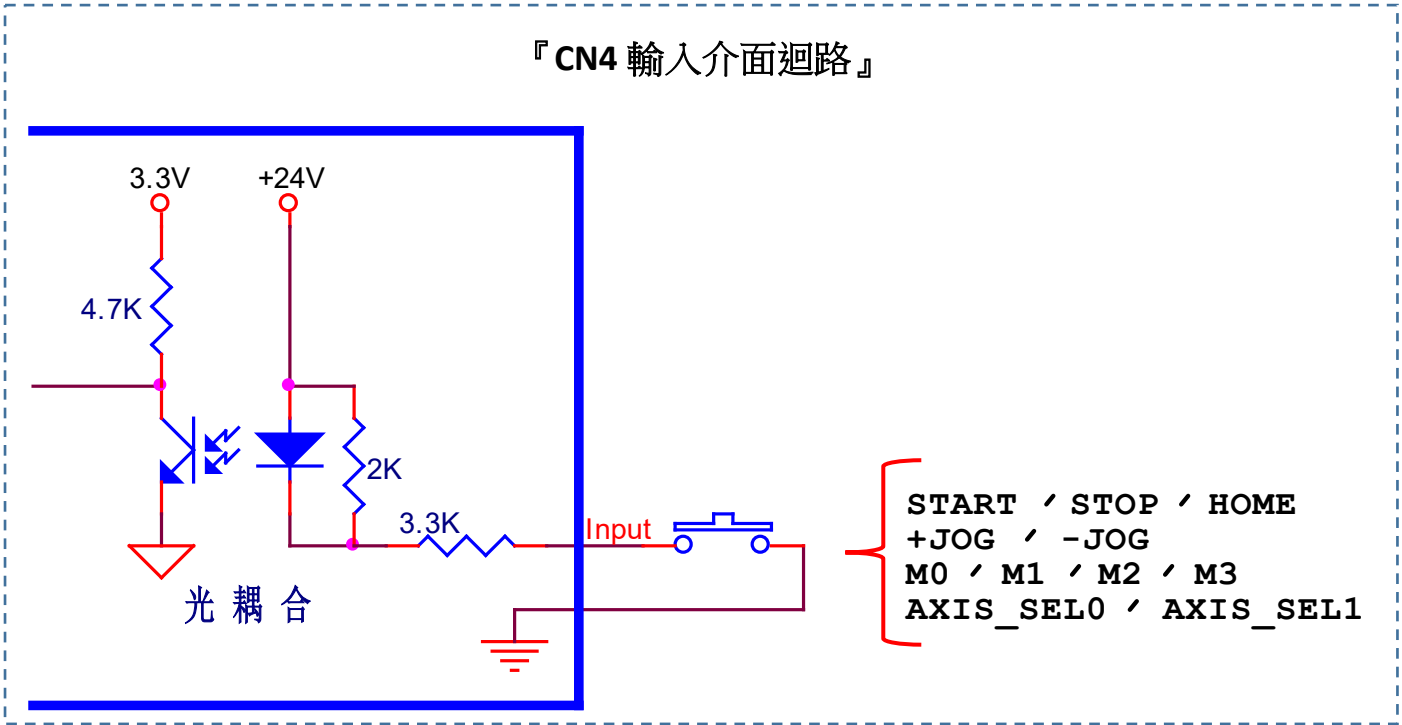 『CN4 輸入介面迴路』
3.3V
+24V
4.7K
2K
3.3K
Input
光 耦 合
START ′ STOP ′ HOME
+JOG ′ -JOG
M0 ′ M1 ′ M2 ′ M3
AXIS_SEL0 ′ AXIS_SEL1